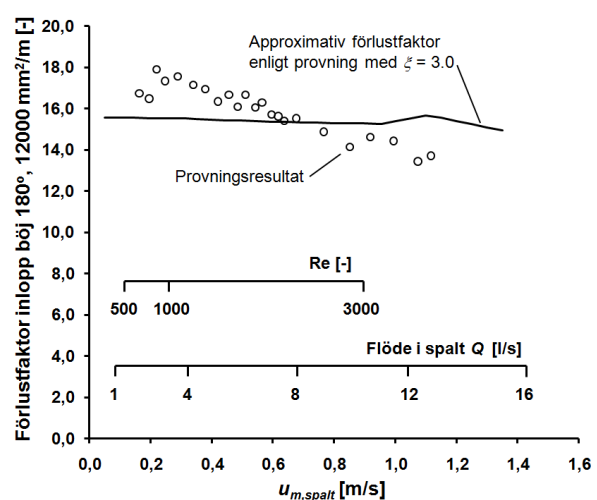 Förlustfaktor inlopp böj 180°, 12000 mm²/m [-]
20,0
18,0
16,0
14,0
12,0
10,0
8,0
6,0
4,0
2,0
0,0
Approximativ förlustfaktor
enligt provning med ξ = 3.0
Provningsresultat
Re [-]
500 1000 3000
Flöde i spalt Q [l/s]
1 4 8 12 16
0,0 0,2 0,4 0,6 0,8 1,0 1,2 1,4 1,6
u m,spalt [m/s]